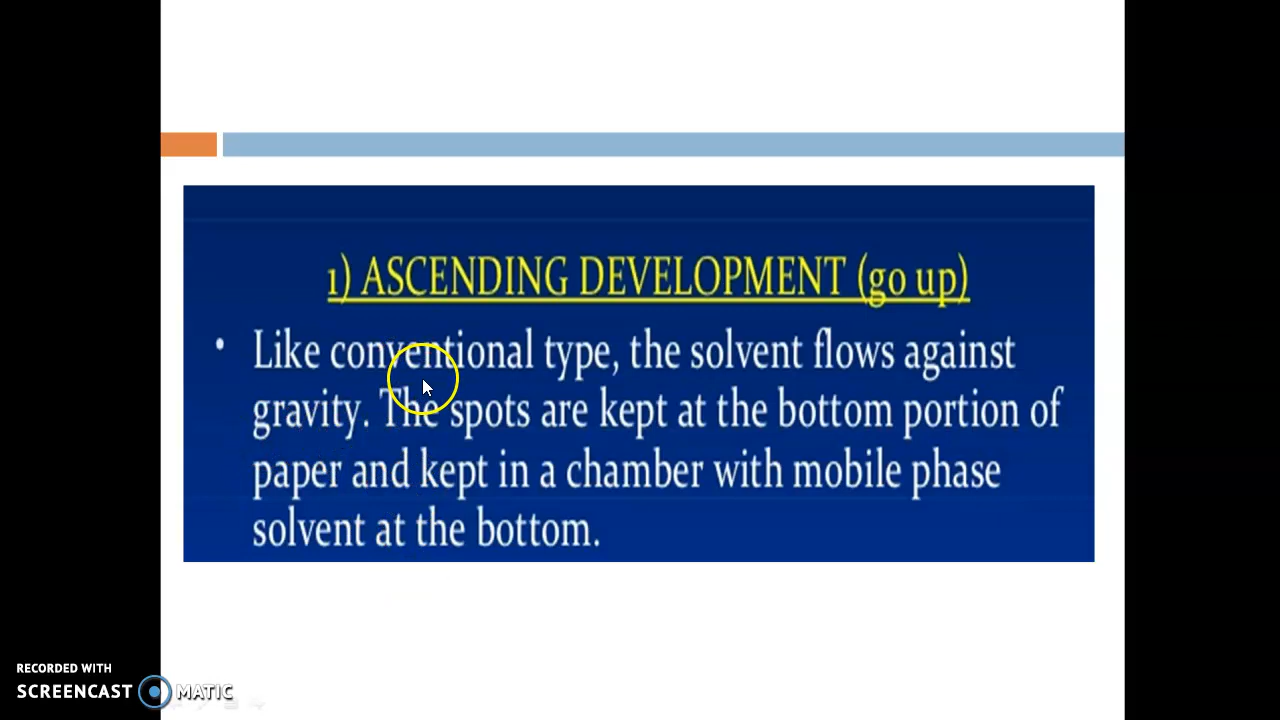 1) ASCENDING DEVELOPMENT (go up)
• Like conventional type, the solvent flows against
gravity. The spots are kept at the bottom portion of
paper and kept in a chamber with mobile phase
solvent at the bottom.
RECORDED WITH
SCREENCAST MATIC